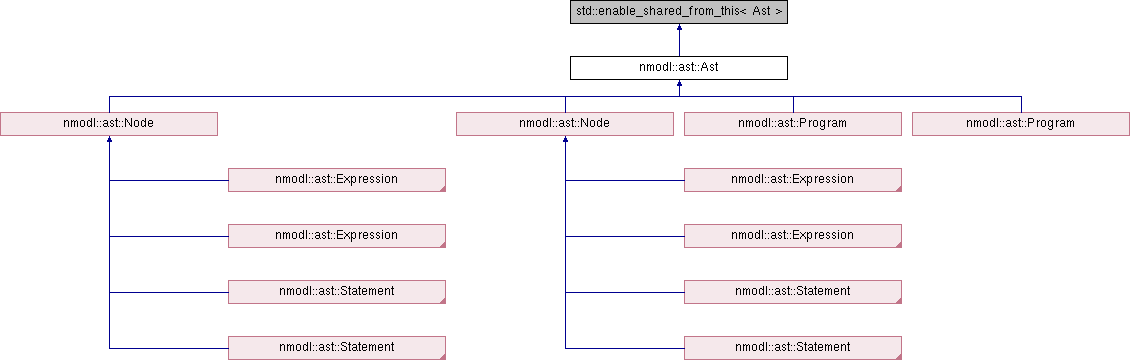 std::enable_shared_from_this< Ast >
nmodl::ast::Ast
nmodl::ast::Node
nmodl::ast::Node
nmodl::ast::Program
nmodl::ast::Program
nmodl::ast::Expression
nmodl::ast::Expression
nmodl::ast::Expression
nmodl::ast::Expression
nmodl::ast::Statement
nmodl::ast::Statement
nmodl::ast::Statement
nmodl::ast::Statement